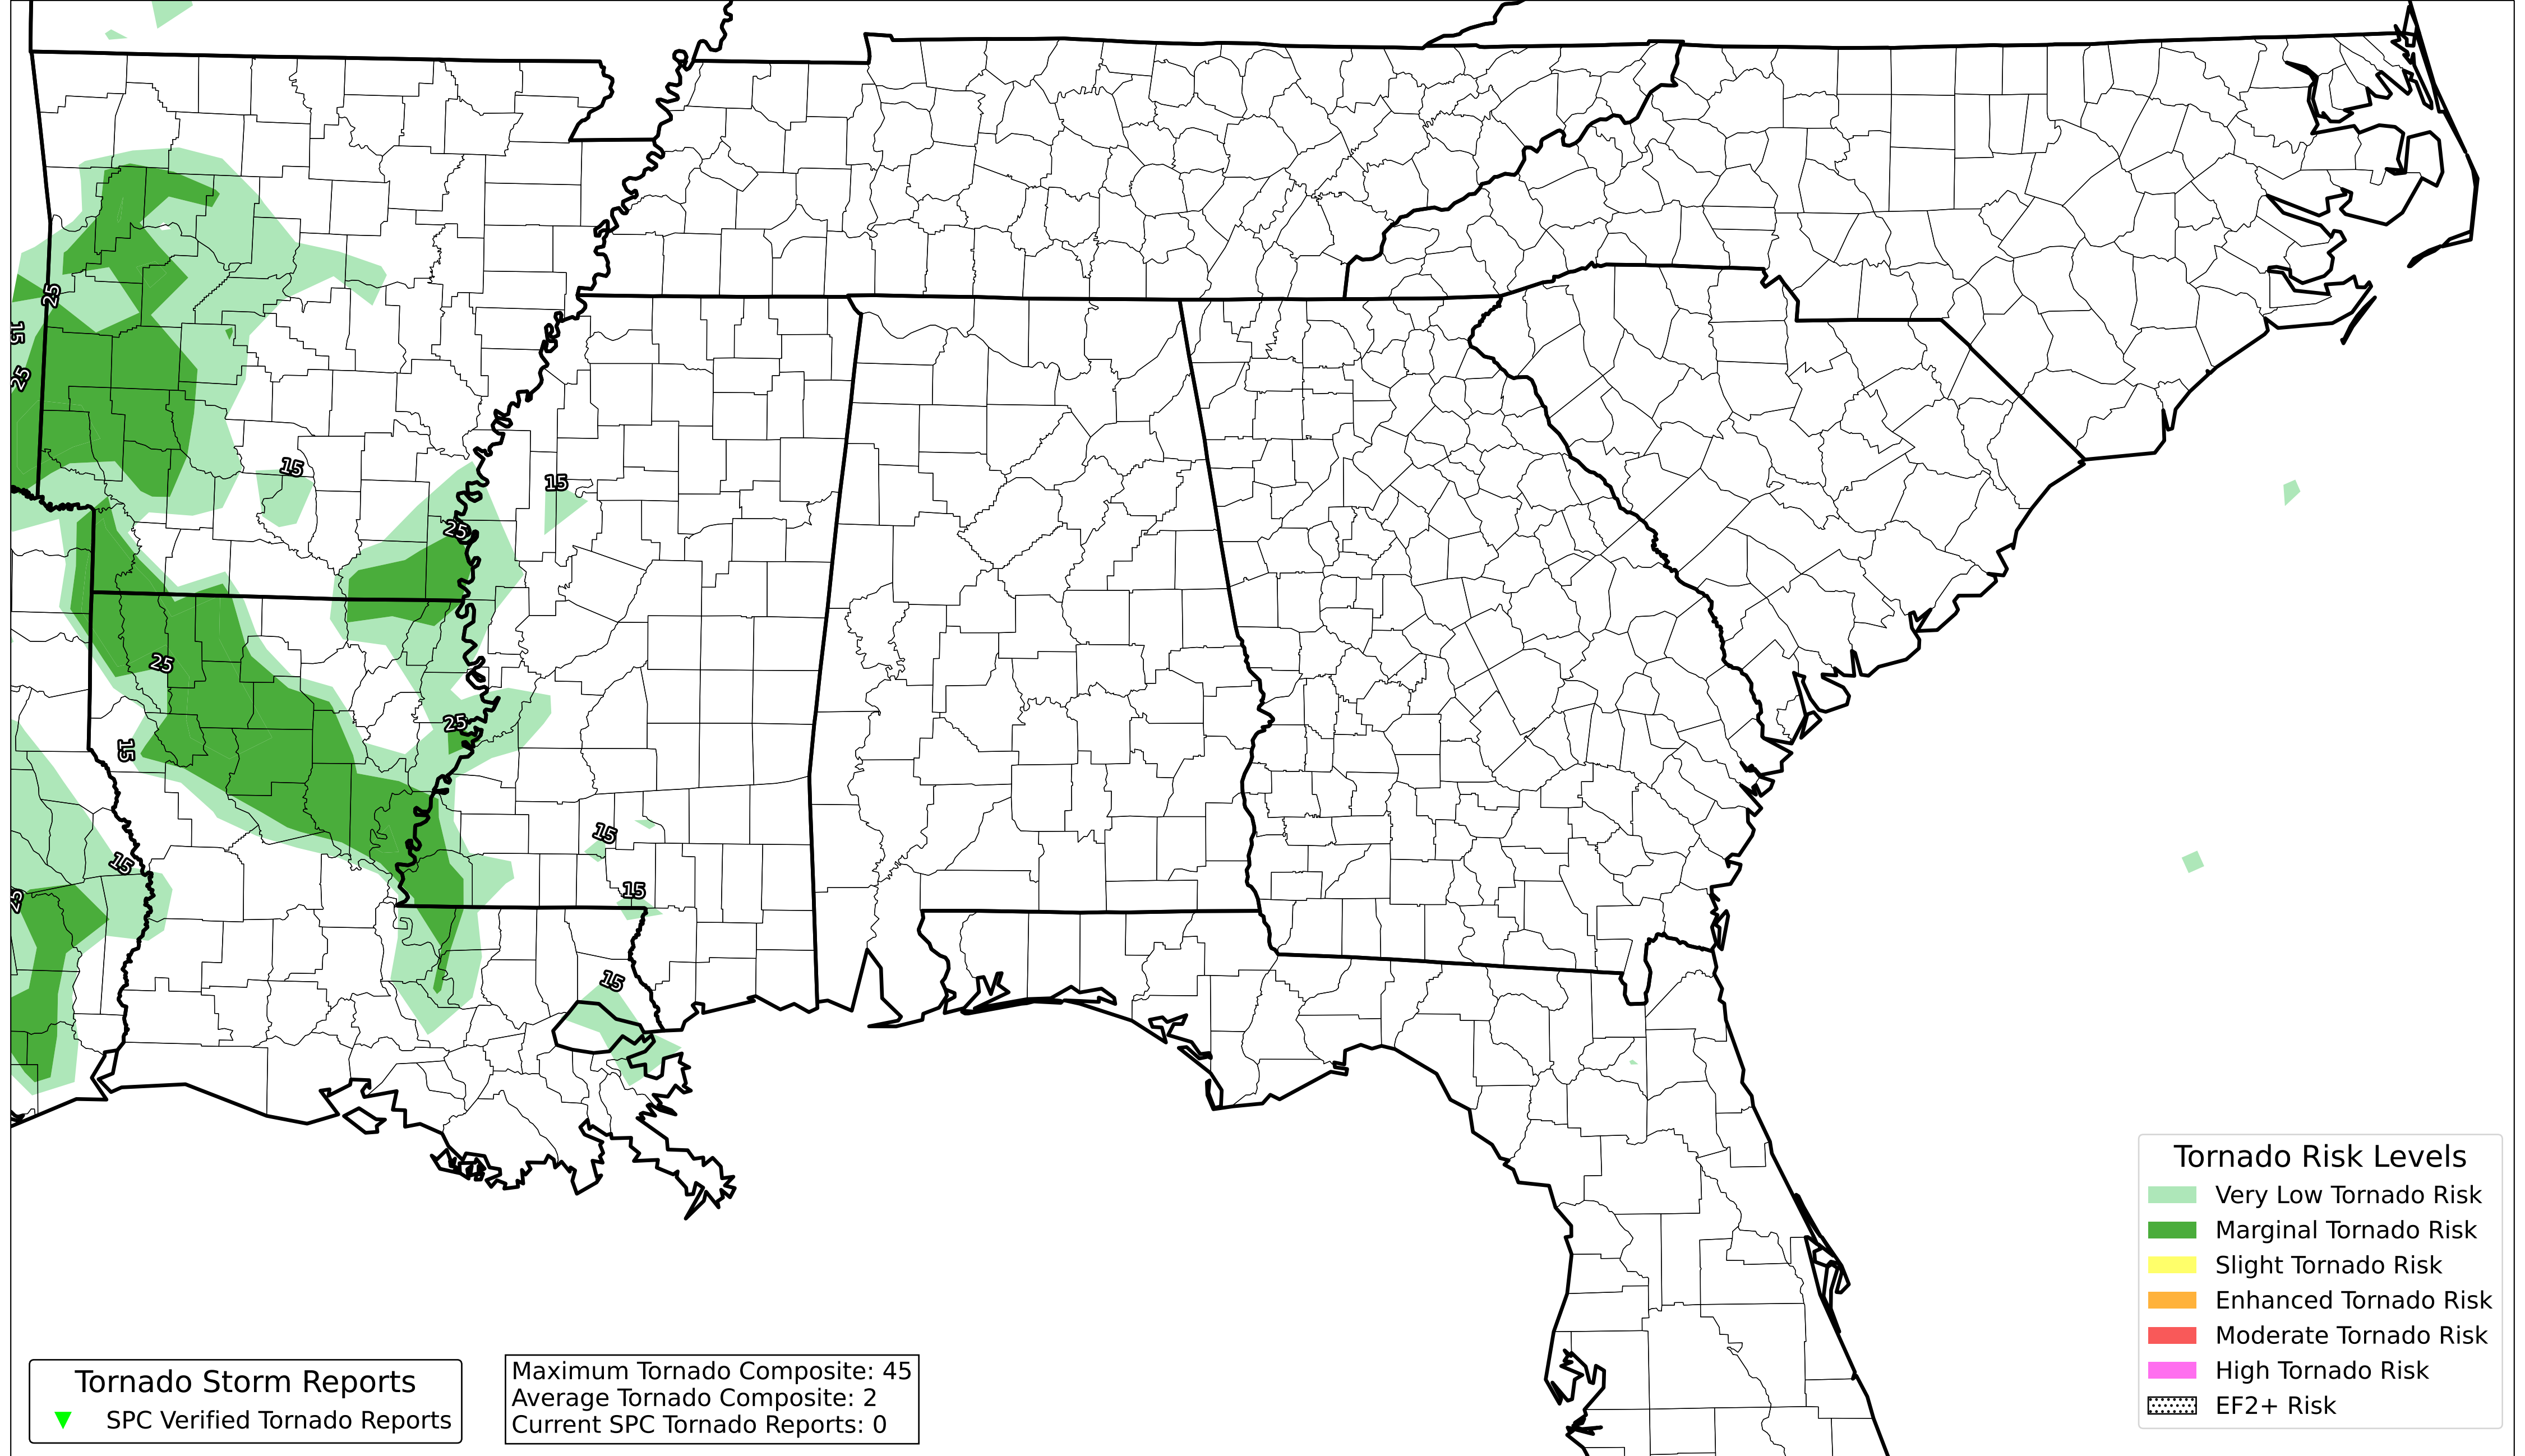 25
15
25
15
15
25
25
25
15
15
15
15
25
15
Tornado Storm Reports
SPC Verified Tornado Reports
Maximum Tornado Composite: 45
Average Tornado Composite: 2
Current SPC Tornado Reports: 0
Tornado Risk Levels
Very Low Tornado Risk
Marginal Tornado Risk
Slight Tornado Risk
Enhanced Tornado Risk
Moderate Tornado Risk
High Tornado Risk
EF2+ Risk